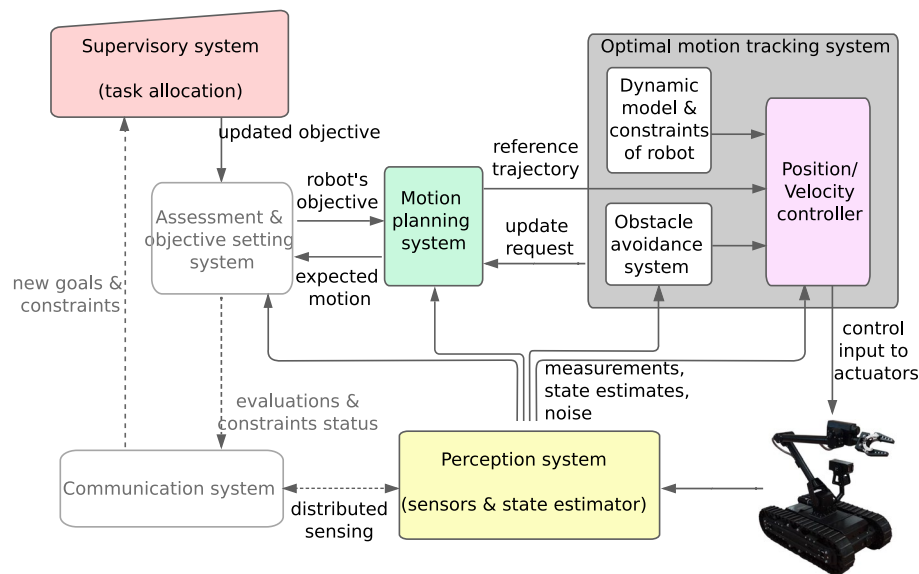 Supervisory system
(task allocation)
Optimal motion tracking system
Dynamic
model &
constraints
of robot
updated objective
reference
trajectory
robot's
objective
Motion
planning
system
Position/
Velocity
controller
Assessment &
objective setting
system
Obstacle
avoidance
system
update
request
expected
motion
new goals &
constraints
control
input to
actuators
measurements,
state estimates,
noise
evaluations &
constraints status
Perception system
(sensors & state estimator)
Communication system
distributed
sensing